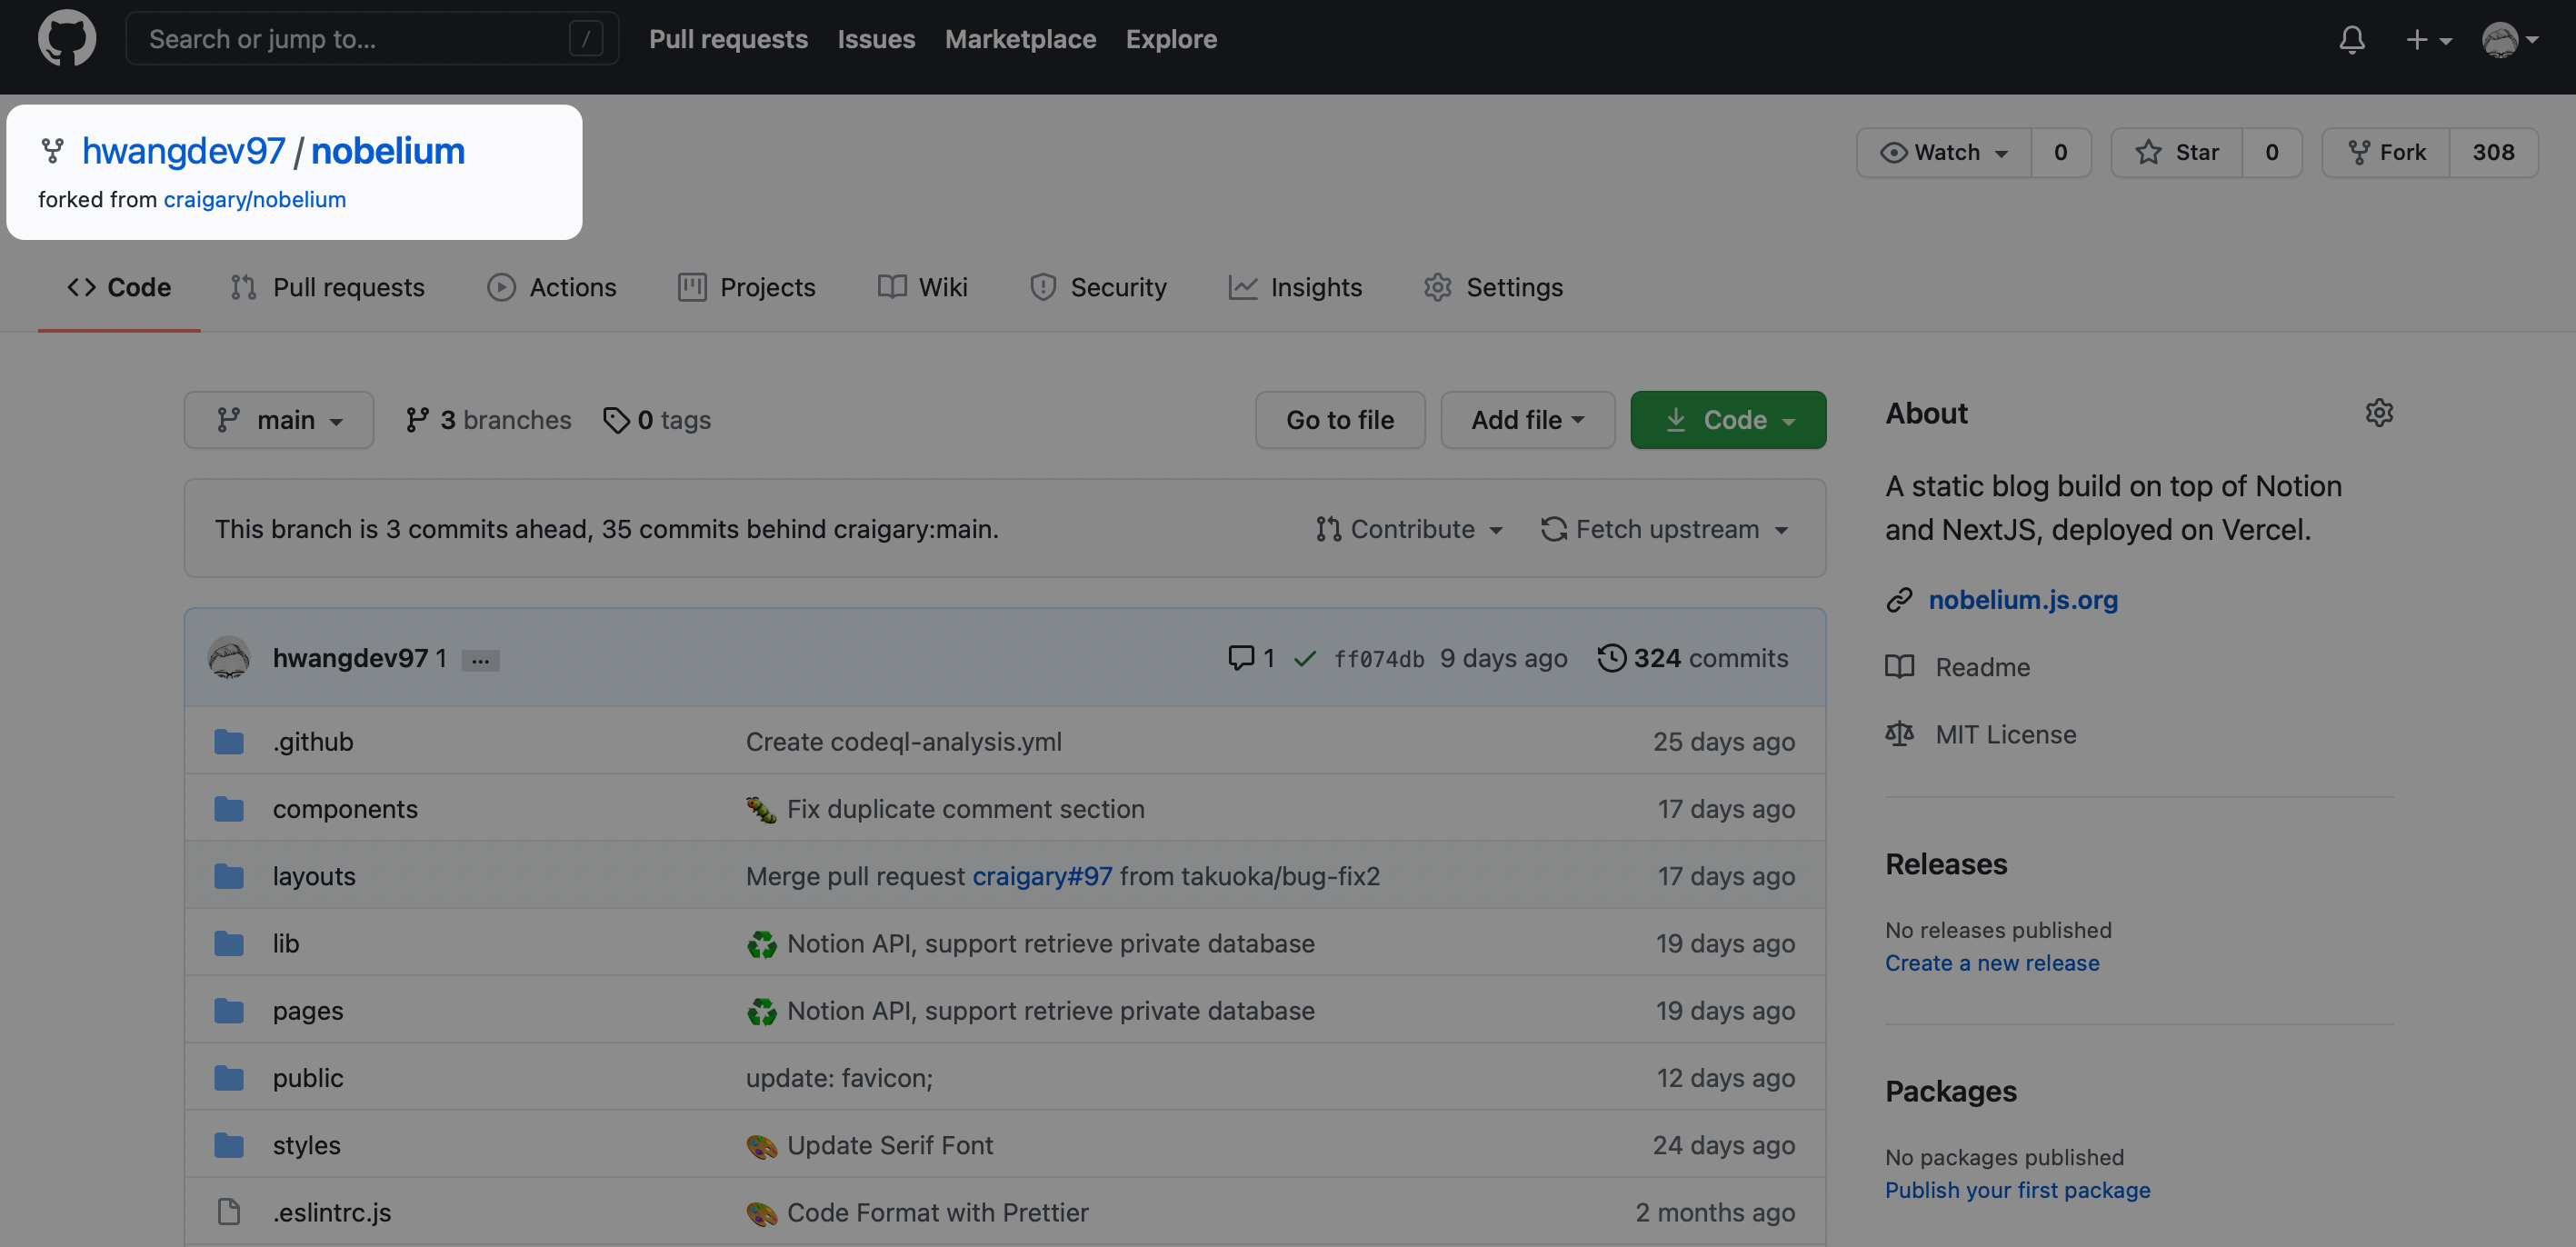 Search or jump to... / Pull requests Issues Marketplace Explore
hwangdev97 / nobelium
forked from craigary/nobelium
Watch 0 Star 0 Fork 308
Code Pull requests Actions Projects Wiki Security Insights Settings
main 3 branches 0 tags Go to file Add file Code
This branch is 3 commits ahead, 35 commits behind craigary:main. Contribute Fetch upstream
hwangdev97 1 ... 1 ff074db 9 days ago 324 commits
.github Create codeql-analysis.yml 25 days ago
components 🐛 Fix duplicate comment section 17 days ago
layouts Merge pull request craigary#97 from takuoka/bug-fix2 17 days ago
lib ♻️ Notion API, support retrieve private database 19 days ago
pages ♻️ Notion API, support retrieve private database 19 days ago
public update: favicon; 12 days ago
styles 🎨 Update Serif Font 24 days ago
.eslintrc.js 🎨 Code Format with Prettier 2 months ago
About
A static blog build on top of Notion
and NextJS, deployed on Vercel.
nobelium.js.org
Readme
MIT License
Releases
No releases published
Create a new release
Packages
No packages published
Publish your first package